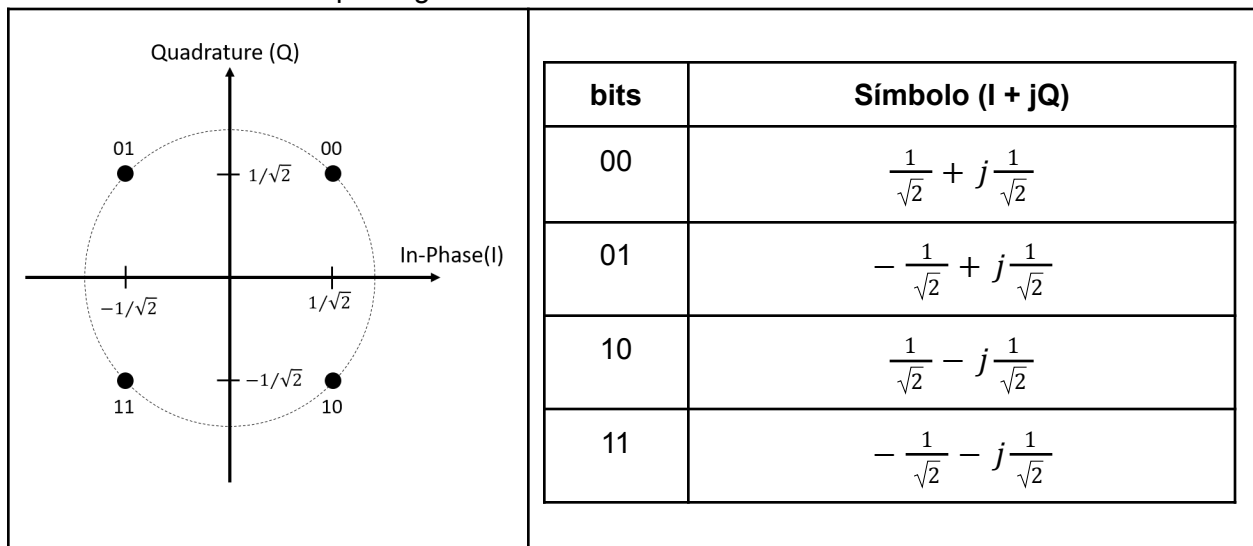 Quadrature (Q)
01
00
1/√2
In-Phase(I)
−1/√2
1/√2
−1/√2
11
10
bits
Símbolo (I + jQ)
00
1/√2 + j 1/√2
01
− 1/√2 + j 1/√2
10
1/√2 − j 1/√2
11
− 1/√2 − j 1/√2